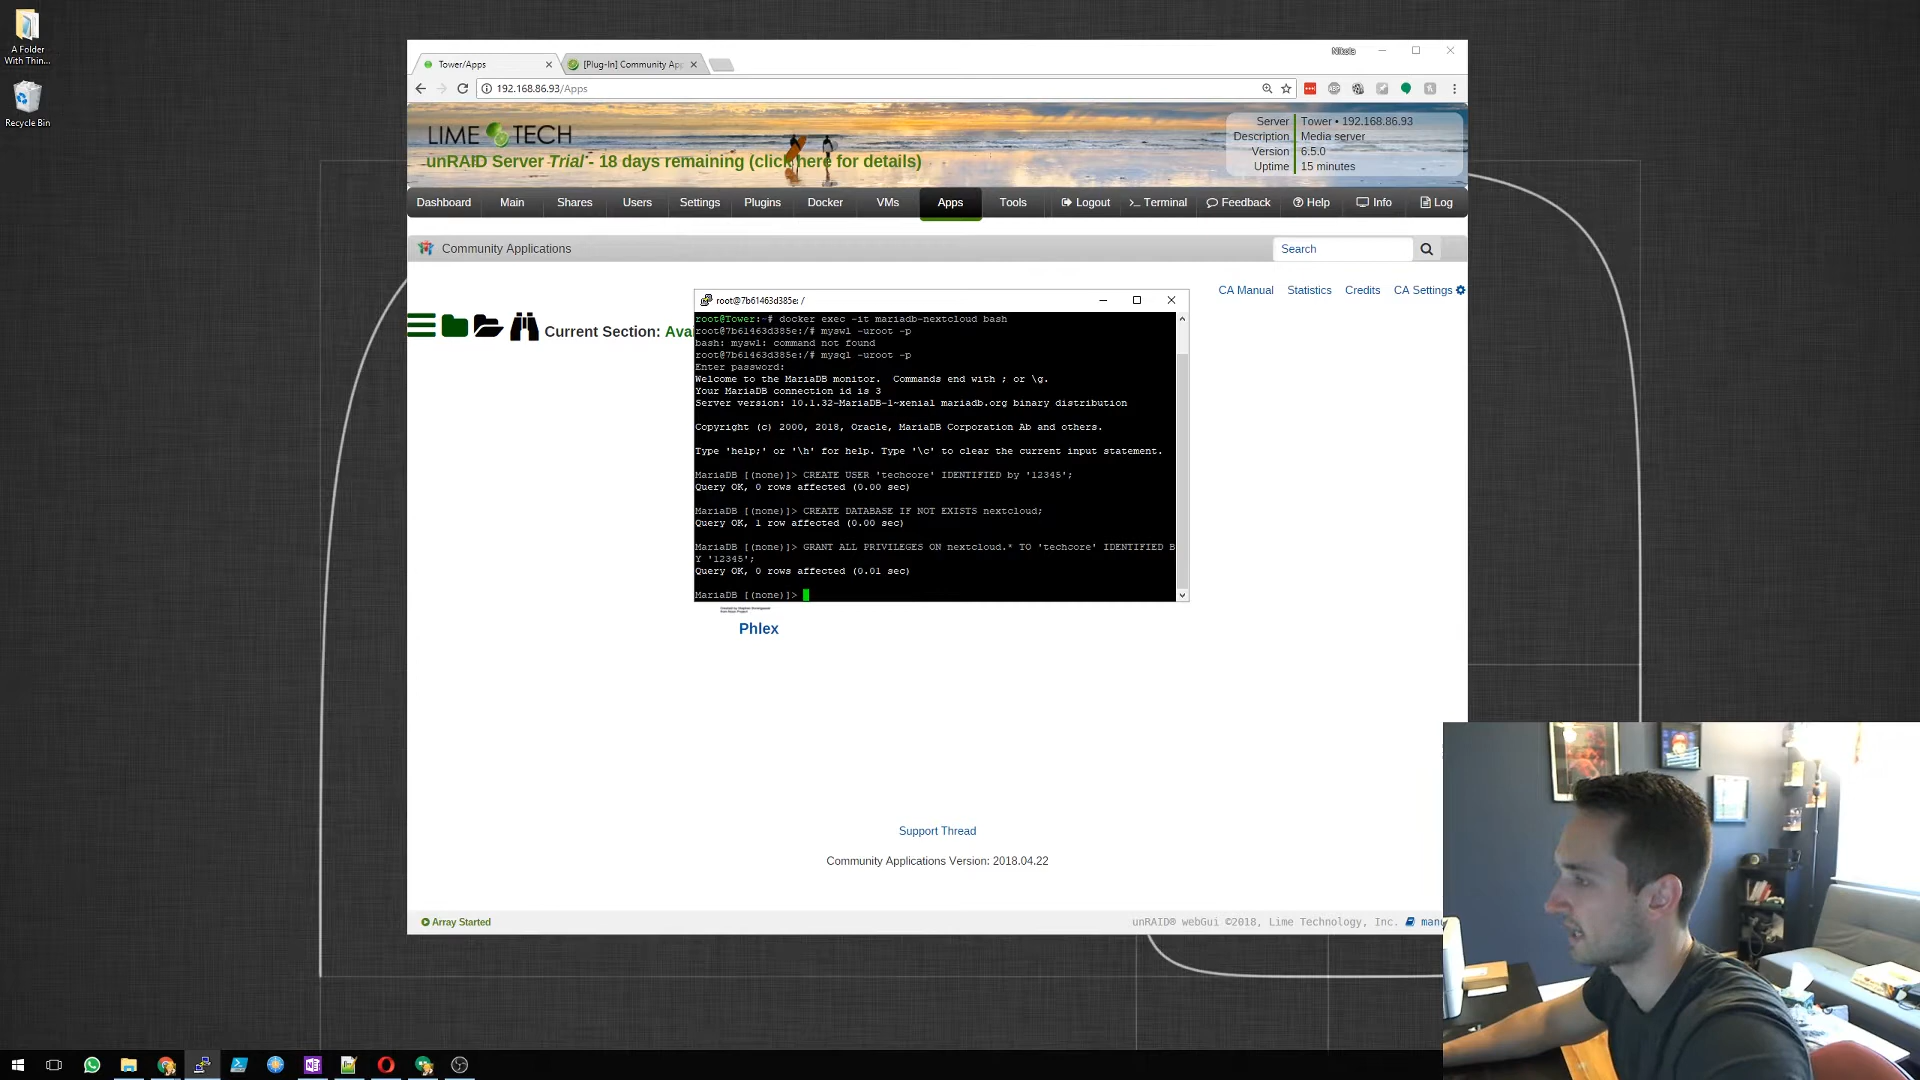 A Folder
With Thin...
Recycle Bin
Tower/Apps
[Plug-In] Community Ap
Nikola
192.168.86.93/Apps
LIME TECH
unRAID Server Trial - 18 days remaining (click here for details)
Server Tower • 192.168.86.93
Description Media server
Version 6.5.0
Uptime 15 minutes
Dashboard Main Shares Users Settings Plugins Docker VMs Apps Tools Logout Terminal Feedback Help Info Log
Community Applications
Search
CA Manual Statistics Credits CA Settings
Current Section: Ava
root@7b61463d385e: /
root@Tower:~# docker exec -it mariadb-nextcloud bash
root@7b61463d385e:/# myswl -uroot -p
bash: myswl: command not found
root@7b61463d385e:/# mysql -uroot -p
Enter password:
Welcome to the MariaDB monitor.  Commands end with ; or \g.
Your MariaDB connection id is 3
Server version: 10.1.32-MariaDB-1~xenial mariadb.org binary distribution
Copyright (c) 2000, 2018, Oracle, MariaDB Corporation Ab and others.
Type 'help;' or '\h' for help. Type '\c' to clear the current input statement.
MariaDB [(none)]> CREATE USER 'techcore' IDENTIFIED by '12345';
Query OK, 0 rows affected (0.00 sec)
MariaDB [(none)]> CREATE DATABASE IF NOT EXISTS nextcloud;
Query OK, 1 row affected (0.00 sec)
MariaDB [(none)]> GRANT ALL PRIVILEGES ON nextcloud.* TO 'techcore' IDENTIFIED B
Y '12345';
Query OK, 0 rows affected (0.01 sec)
MariaDB [(none)]>
Phlex
Support Thread
Community Applications Version: 2018.04.22
Array Started
unRAID® webGui ©2018, Lime Technology, Inc. manu